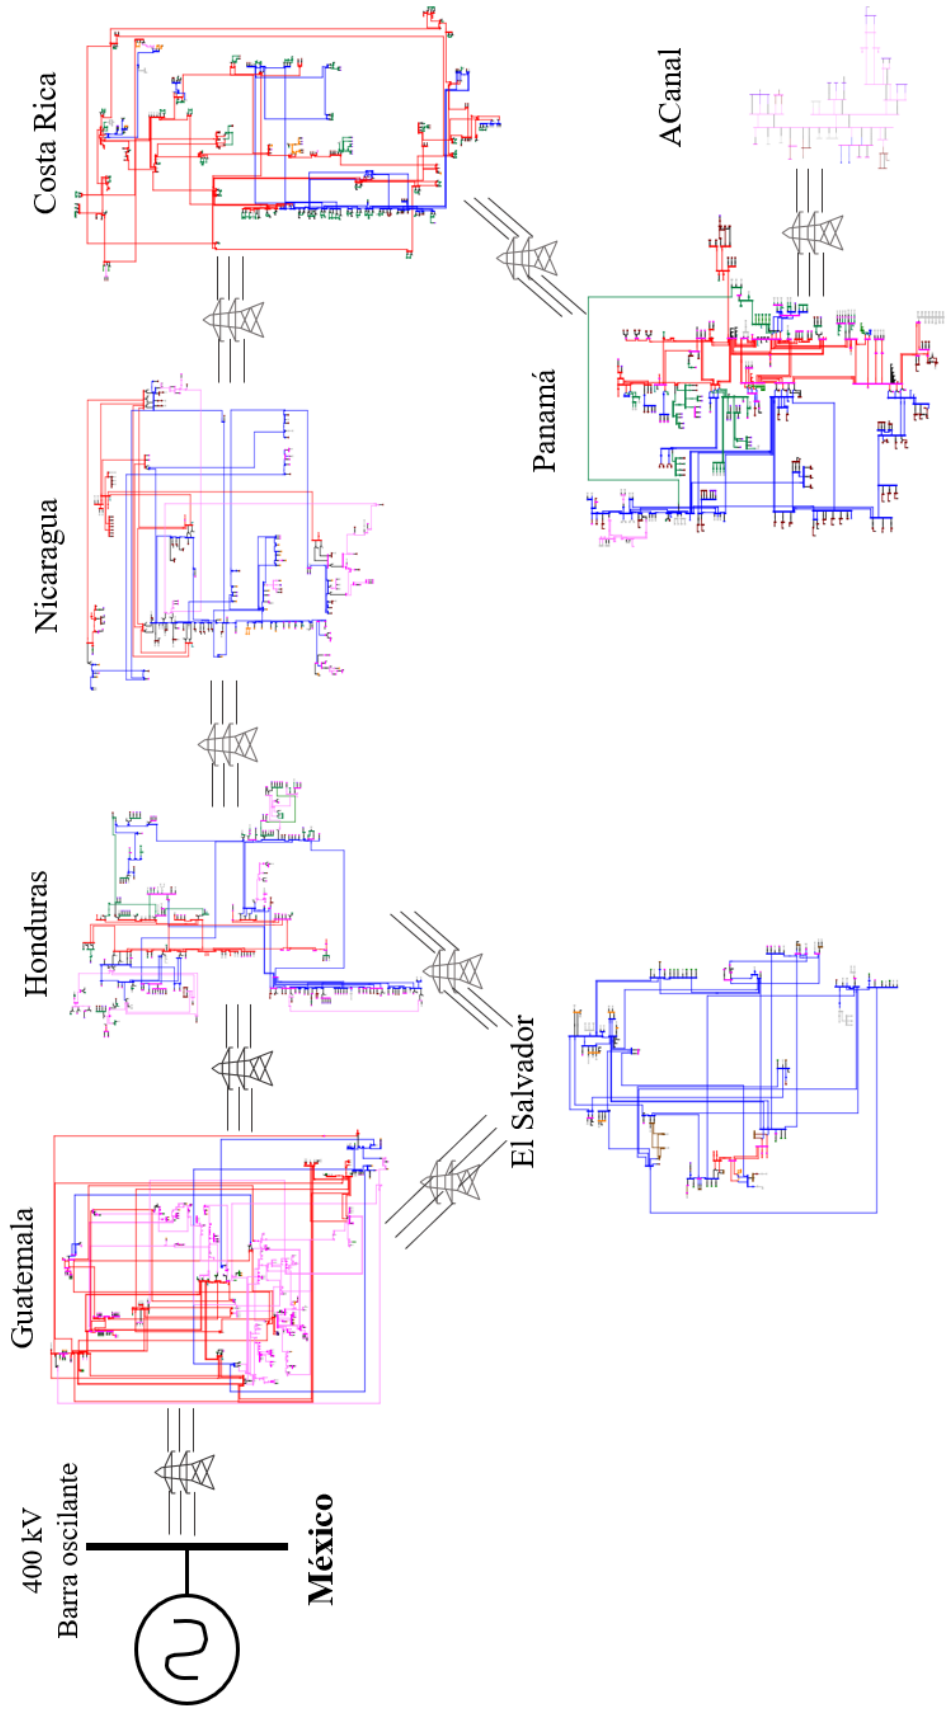 400 kV
Barra oscilante
México
Guatemala
El Salvador
Honduras
Nicaragua
Costa Rica
Panamá
ACanal